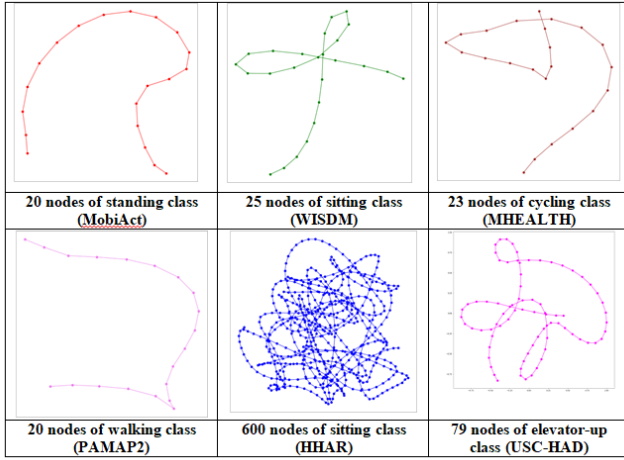 20 nodes of standing class
(MobiAct)
25 nodes of sitting class
(WISDM)
23 nodes of cycling class
(MHEALTH)
20 nodes of walking class
(PAMAP2)
600 nodes of sitting class
(HHAR)
79 nodes of elevator-up
class (USC-HAD)